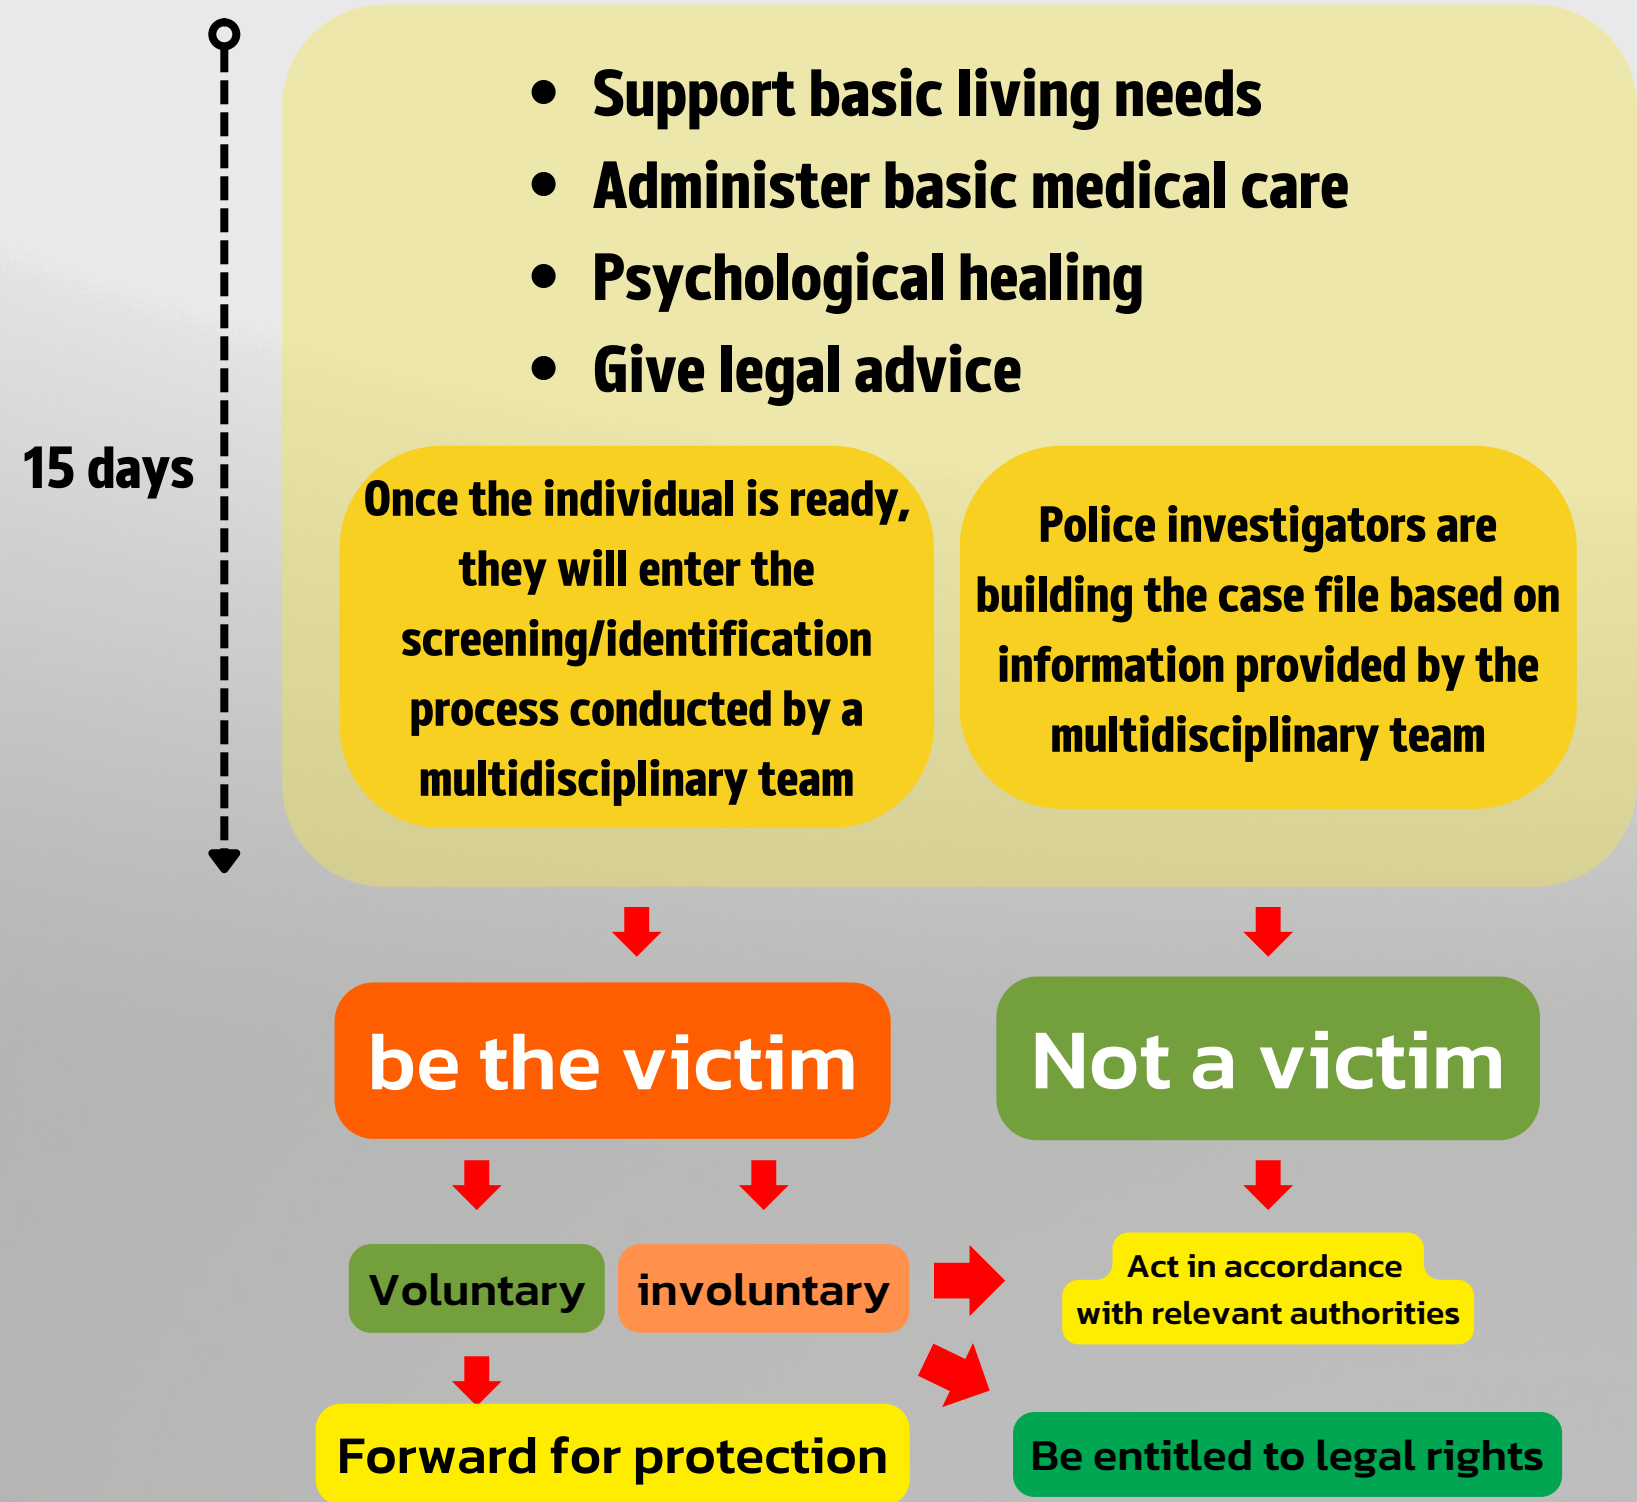 • Support basic living needs
• Administer basic medical care
• Psychological healing
• Give legal advice
15 days
Once the individual is ready,
they will enter the
screening/identification
process conducted by a
multidisciplinary team
Police investigators are
building the case file based on
information provided by the
multidisciplinary team
be the victim
Not a victim
Voluntary
involuntary
Act in accordance
with relevant authorities
Forward for protection
Be entitled to legal rights